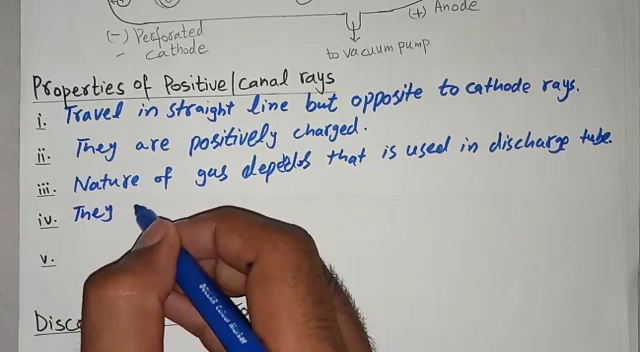 (+) Anode
(-) Perforated
- cathode
to vacuum pump
Properties of Positive/Canal rays
i. Travel in straight line but opposite to cathode rays.
ii. They are positively charged.
iii. Nature of gas depends that is used in discharge tube.
iv. They
v.
Disco